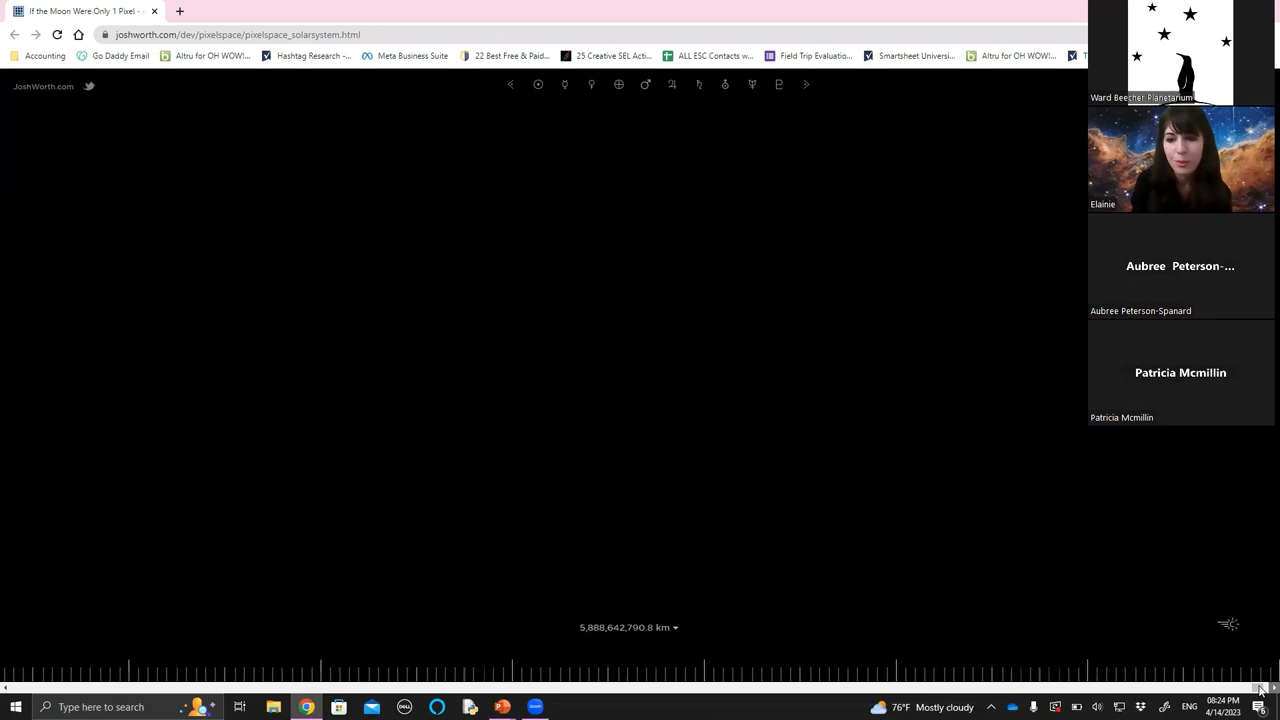 If the Moon Were Only 1 Pixel -
joshworth.com/dev/pixelspace/pixelspace_solarsystem.html
Accounting
Go Daddy Email
Altru for OH WOW!...
Hashtag Research -...
Meta Business Suite
22 Best Free & Paid...
25 Creative SEL Acti...
ALL ESC Contacts w...
Field Trip Evaluatio...
Smartsheet Universi...
Altru for OH WOW!...
JoshWorth.com
Ward Beecher Planetarium
Elainie
Aubree Peterson-...
Aubree Peterson-Spanard
Patricia Mcmillin
Patricia Mcmillin
5,888,642,790.8 km
Type here to search
DELL
zoom
76°F Mostly cloudy
ENG
08:24 PM
4/14/2023